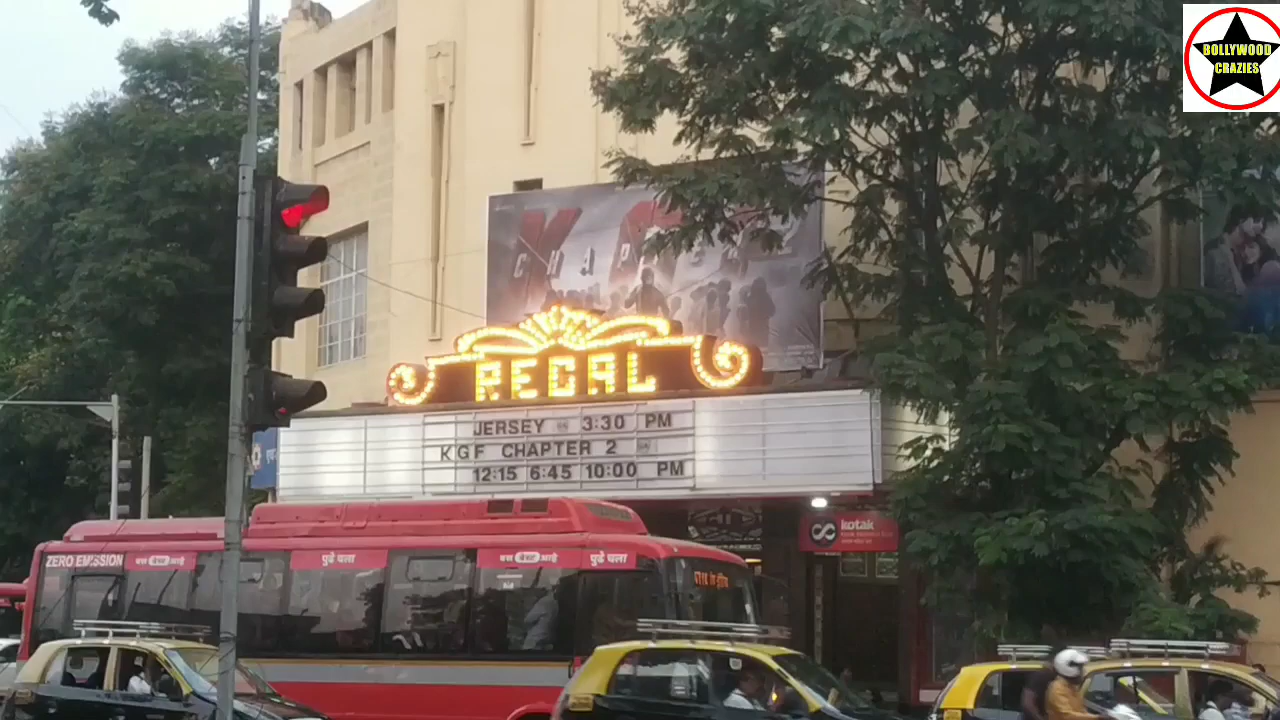 BOLLYWOOD
CRAZIES
K G F
CHAPTER 2
REGAL
JERSEY 3:30 PM
KGF CHAPTER 2
12:15 6:45 10:00 PM
kotak
ZERO EMISSION
पुढे चला
पुढे चला